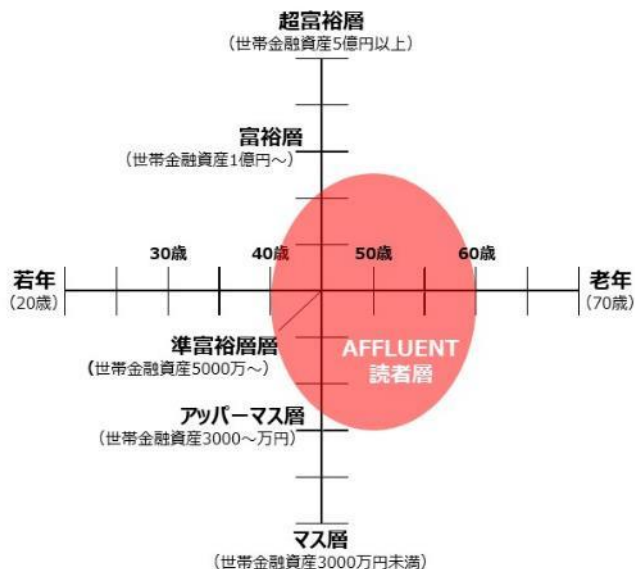 超富裕層
（世帯金融資産5億円以上）
富裕層
（世帯金融資産1億円～）
30歳
40歳
50歳
60歳
若年
（20歳）
老年
（70歳）
準富裕層層
（世帯金融資産5000万～）
AFFLUENT
読者層
アッパーマス層
（世帯金融資産3000～万円）
マス層
（世帯金融資産3000万円未満）